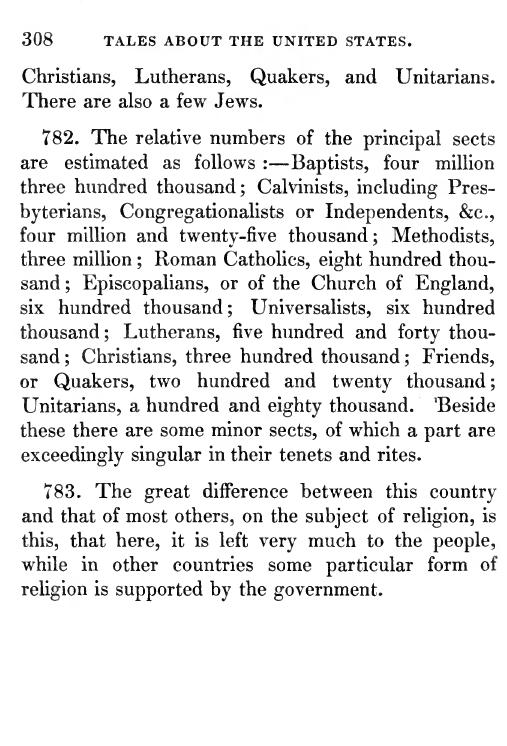 308 TALES ABOUT THE UNITED STATES.
Christians, Lutherans, Quakers, and Unitarians.
There are also a few Jews.
782. The relative numbers of the principal sects
are estimated as follows :—Baptists, four million
three hundred thousand ; Calvinists, including Pres-
byterians, Congregationalists or Independents, &c.,
four million and twenty-five thousand ; Methodists,
three million ; Roman Catholics, eight hundred thou-
sand ; Episcopalians, or of the Church of England,
six hundred thousand ; Universalists, six hundred
thousand ; Lutherans, five hundred and forty thou-
sand ; Christians, three hundred thousand ; Friends,
or Quakers, two hundred and twenty thousand ;
Unitarians, a hundred and eighty thousand. 'Beside
these there are some minor sects, of which a part are
exceedingly singular in their tenets and rites.
783. The great difference between this country
and that of most others, on the subject of religion, is
this, that here, it is left very much to the people,
while in other countries some particular form of
religion is supported by the government.